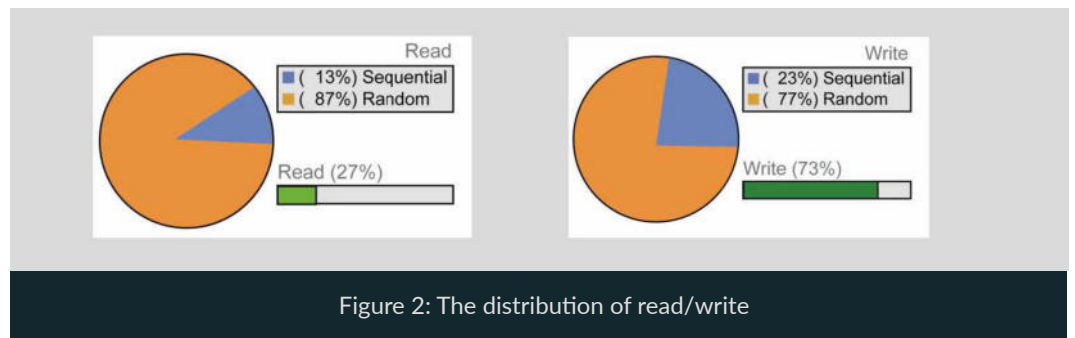 Read
( 13%) Sequential
( 87%) Random
Read (27%)
Write
( 23%) Sequential
( 77%) Random
Write (73%)
Figure 2: The distribution of read/write